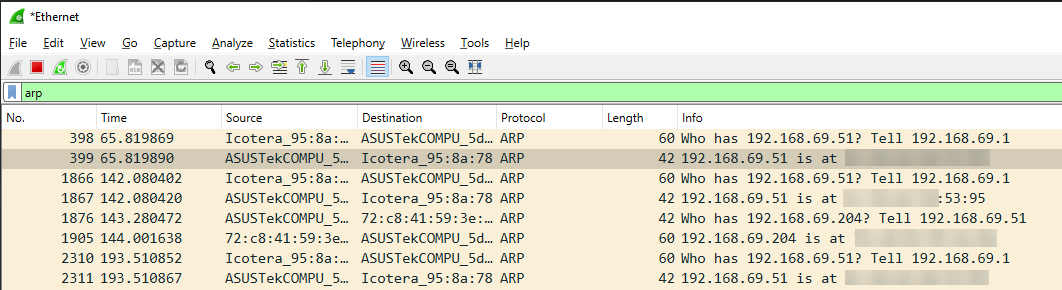 *Ethernet
File Edit View Go Capture Analyze Statistics Telephony Wireless Tools Help
arp
No. Time Source Destination Protocol Length Info
398 65.819869 Icotera_95:8a:… ASUSTekCOMPU_5d… ARP 60 Who has 192.168.69.51? Tell 192.168.69.1
399 65.819890 ASUSTekCOMPU_5… Icotera_95:8a:78 ARP 42 192.168.69.51 is at
1866 142.080402 Icotera_95:8a:… ASUSTekCOMPU_5d… ARP 60 Who has 192.168.69.51? Tell 192.168.69.1
1867 142.080420 ASUSTekCOMPU_5… Icotera_95:8a:78 ARP 42 192.168.69.51 is at :53:95
1876 143.280472 ASUSTekCOMPU_5… 72:c8:41:59:3e:… ARP 42 Who has 192.168.69.204? Tell 192.168.69.51
1905 144.001638 72:c8:41:59:3e… ASUSTekCOMPU_5d… ARP 60 192.168.69.204 is at
2310 193.510852 Icotera_95:8a:… ASUSTekCOMPU_5d… ARP 60 Who has 192.168.69.51? Tell 192.168.69.1
2311 193.510867 ASUSTekCOMPU_5… Icotera_95:8a:78 ARP 42 192.168.69.51 is at